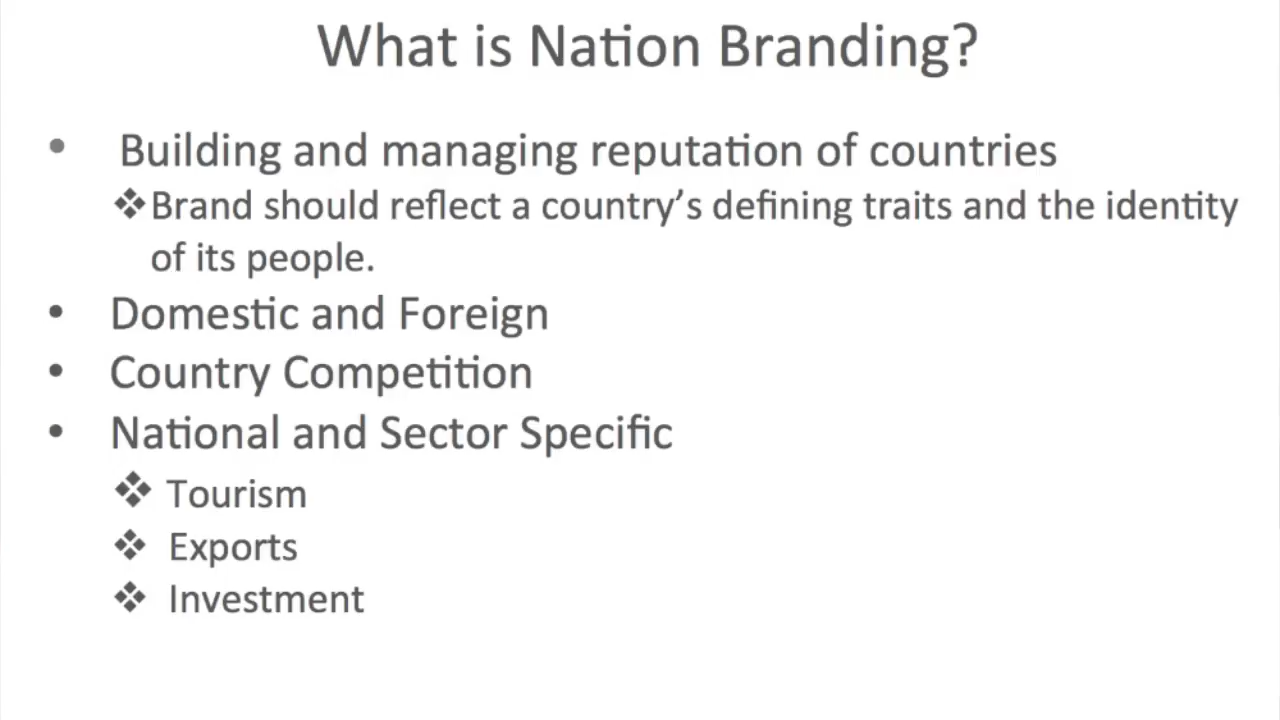 What is Nation Branding?
• Building and managing reputation of countries
❖Brand should reflect a country’s defining traits and the identity
of its people.
• Domestic and Foreign
• Country Competition
• National and Sector Specific
❖ Tourism
❖ Exports
❖ Investment